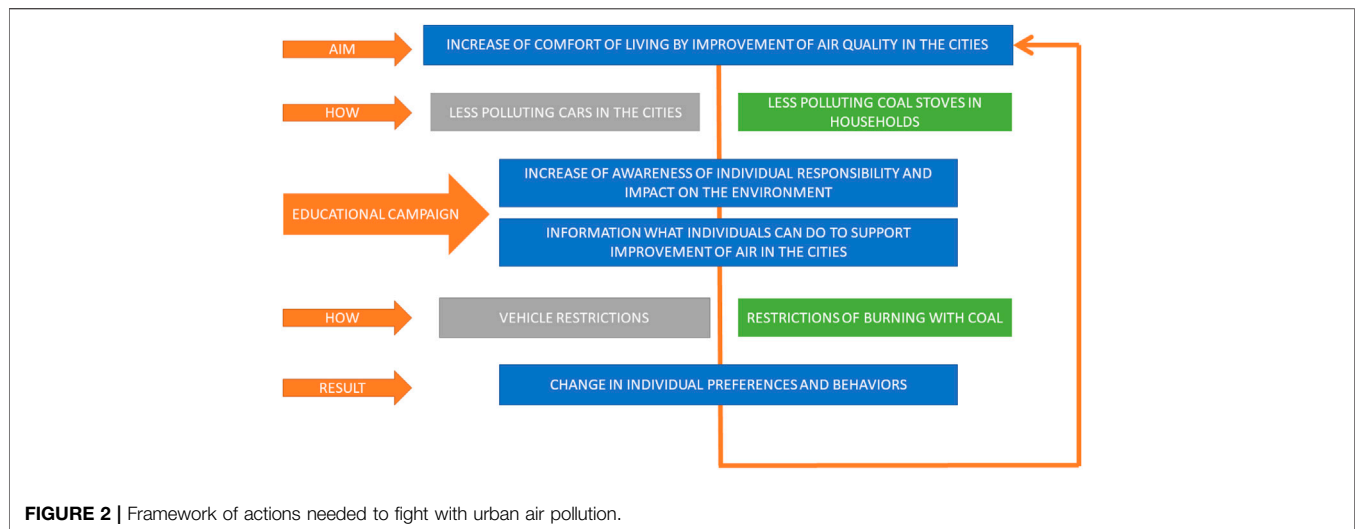 AIM
INCREASE OF COMFORT OF LIVING BY IMPROVEMENT OF AIR QUALITY IN THE CITIES
HOW
LESS POLLUTING CARS IN THE CITIES
LESS POLLUTING COAL STOVES IN
HOUSEHOLDS
EDUCATIONAL CAMPAIGN
INCREASE OF AWARENESS OF INDIVIDUAL RESPONSIBILITY AND
IMPACT ON THE ENVIRONMENT
INFORMATION WHAT INDIVIDUALS CAN DO TO SUPPORT
IMPROVEMENT OF AIR IN THE CITIES
HOW
VEHICLE RESTRICTIONS
RESTRICTIONS OF BURNING WITH COAL
RESULT
CHANGE IN INDIVIDUAL PREFERENCES AND BEHAVIORS
FIGURE 2 | Framework of actions needed to fight with urban air pollution.